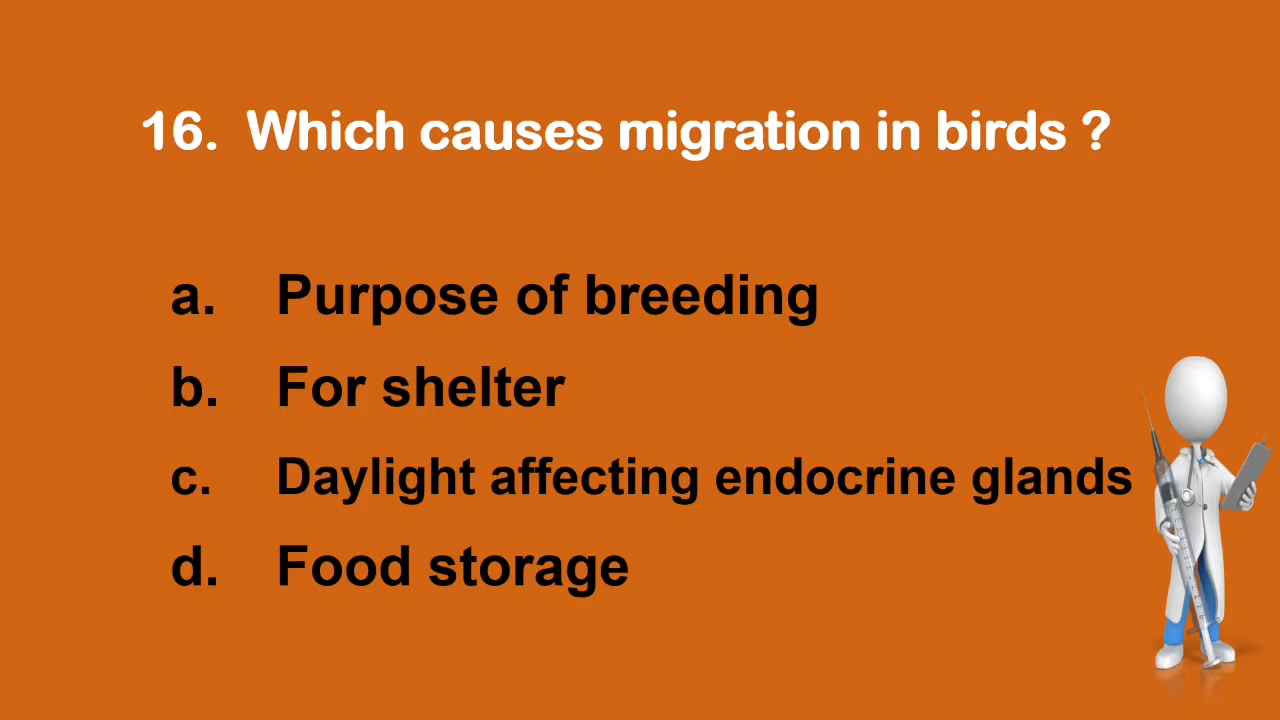 16. Which causes migration in birds ?
a. Purpose of breeding
b. For shelter
c. Daylight affecting endocrine glands
d. Food storage